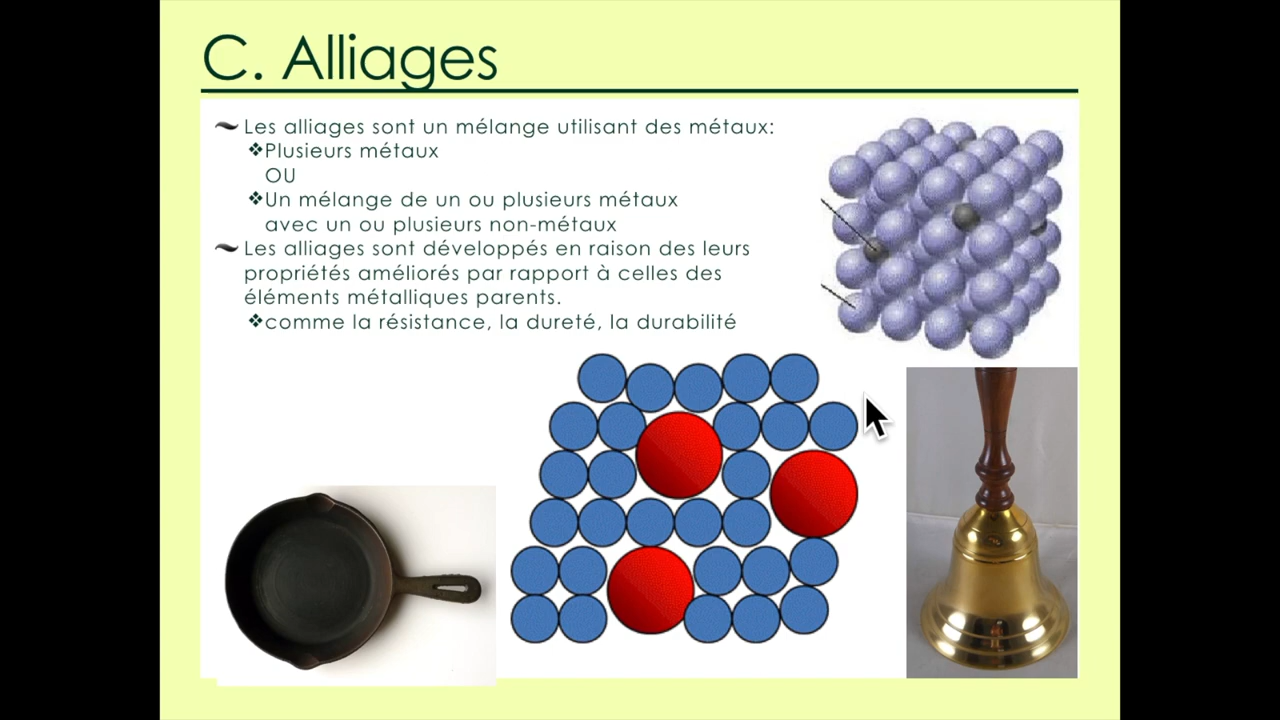 C. Alliages
Les alliages sont un mélange utilisant des métaux:
❖Plusieurs métaux
OU
❖Un mélange de un ou plusieurs métaux
avec un ou plusieurs non-métaux
Les alliages sont développés en raison des leurs
propriétés améliorés par rapport à celles des
éléments métalliques parents.
❖comme la résistance, la dureté, la durabilité